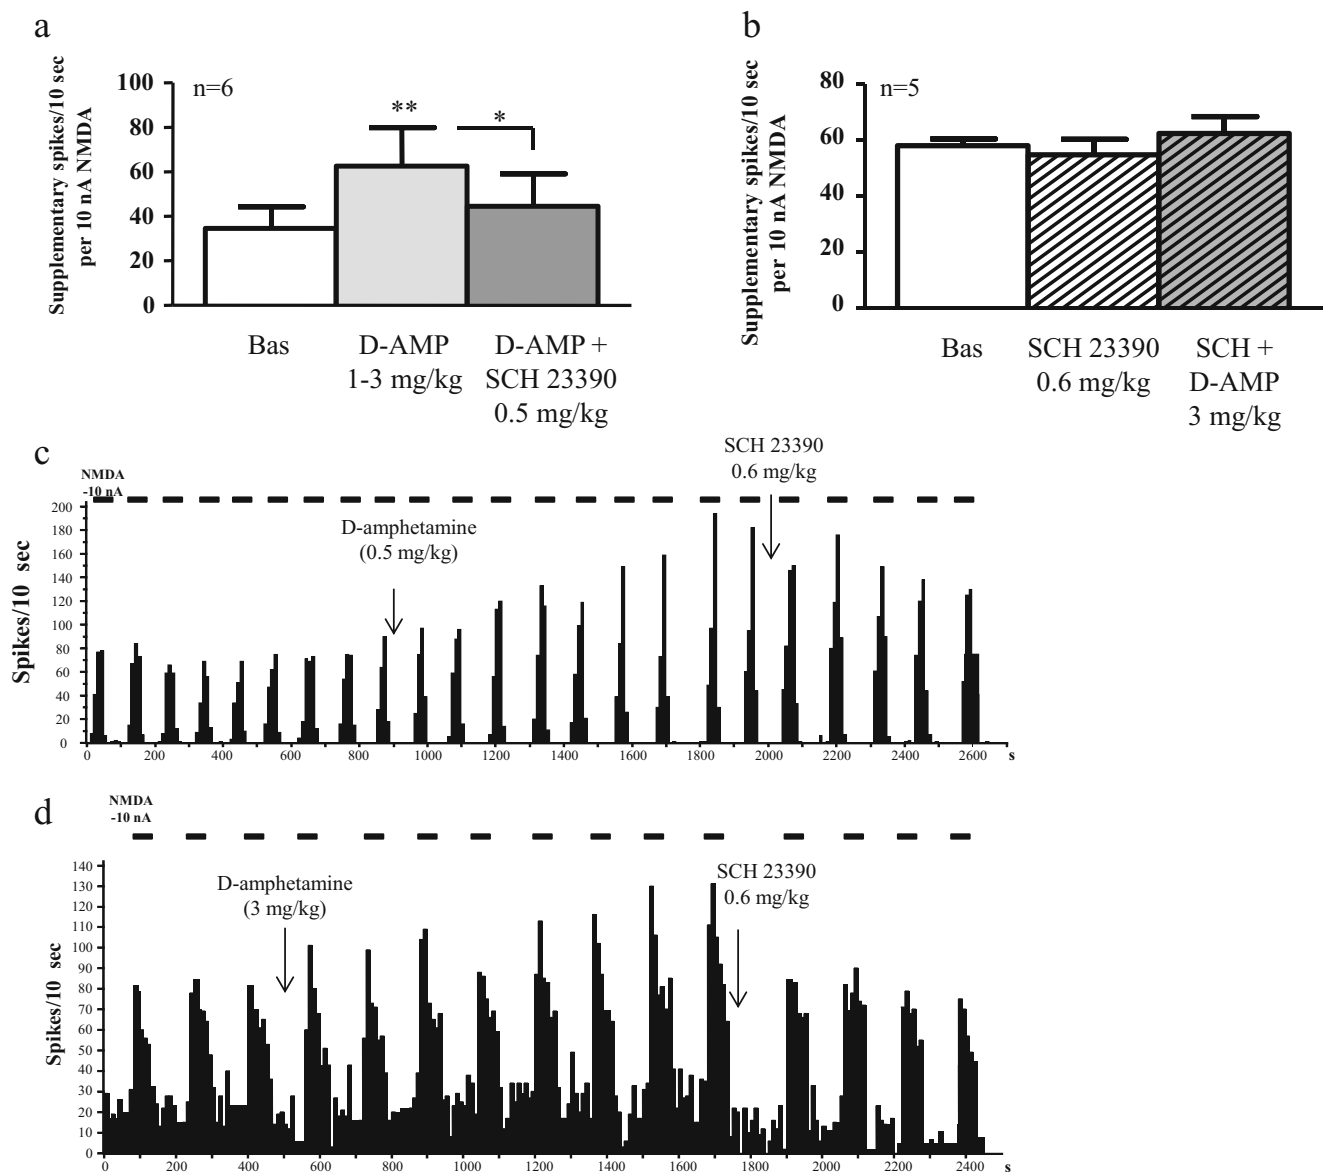 a
Supplementary spikes/10 sec
per 10 nA NMDA
100
80
60
40
20
0
n=6
**
*
Bas
D-AMP
1-3 mg/kg
D-AMP +
SCH 23390
0.5 mg/kg
b
Supplementary spikes/10 sec
per 10 nA NMDA
80
60
40
20
0
n=5
Bas
SCH 23390
0.6 mg/kg
SCH +
D-AMP
3 mg/kg
c
NMDA
-10 nA
SCH 23390
0.6 mg/kg
D-amphetamine
(0.5 mg/kg)
Spikes/10 sec
200
180
160
140
120
100
80
60
40
20
0
0 200 400 600 800 1000 1200 1400 1600 1800 2000 2200 2400 2600 s
d
NMDA
-10 nA
D-amphetamine
(3 mg/kg)
SCH 23390
0.6 mg/kg
Spikes/10 sec
140
130
120
110
100
90
80
70
60
50
40
30
20
10
0
0 200 400 600 800 1000 1200 1400 1600 1800 2000 2200 2400 s